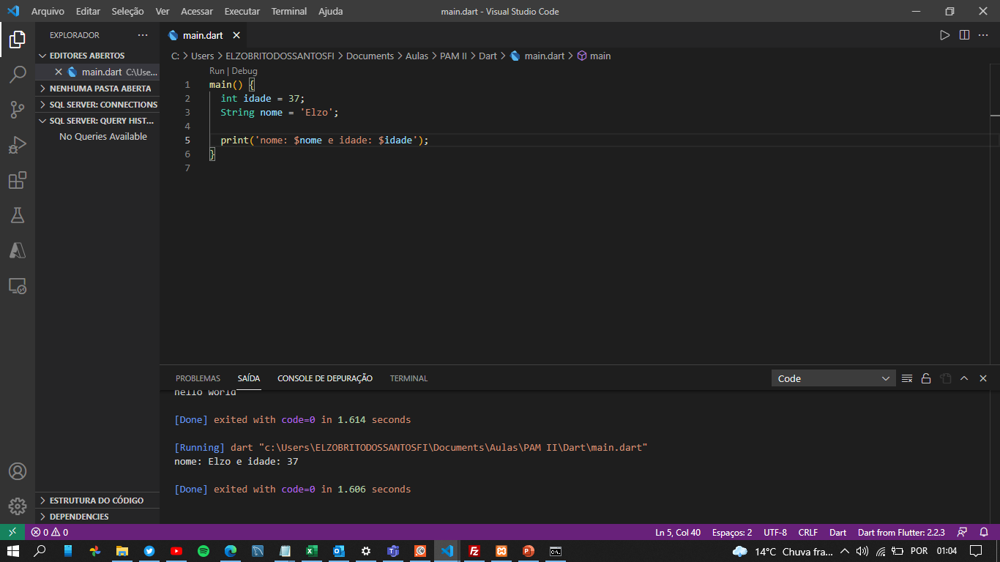 Arquivo Editar Seleção Ver Acessar Executar Terminal Ajuda
main.dart - Visual Studio Code
EXPLORADOR
EDITORES ABERTOS
main.dart C:\Use...
NENHUMA PASTA ABERTA
SQL SERVER: CONNECTIONS
SQL SERVER: QUERY HIST...
No Queries Available
ESTRUTURA DO CÓDIGO
DEPENDENCIES
main.dart
C: > Users > ELZOBRITODOSSANTOSFI > Documents > Aulas > PAM II > Dart > main.dart > main
Run | Debug
1 main() {
2 int idade = 37;
3 String nome = 'Elzo';
4
5 print('nome: $nome e idade: $idade');
6 }
7
PROBLEMAS SAÍDA CONSOLE DE DEPURAÇÃO TERMINAL
Code
hello world
[Done] exited with code=0 in 1.614 seconds
[Running] dart "c:\Users\ELZOBRITODOSSANTOSFI\Documents\Aulas\PAM II\Dart\main.dart"
nome: Elzo e idade: 37
[Done] exited with code=0 in 1.606 seconds
0 0
Ln 5, Col 40 Espaços: 2 UTF-8 CRLF Dart Dart from Flutter: 2.2.3
14°C Chuva fra... POR 01:04